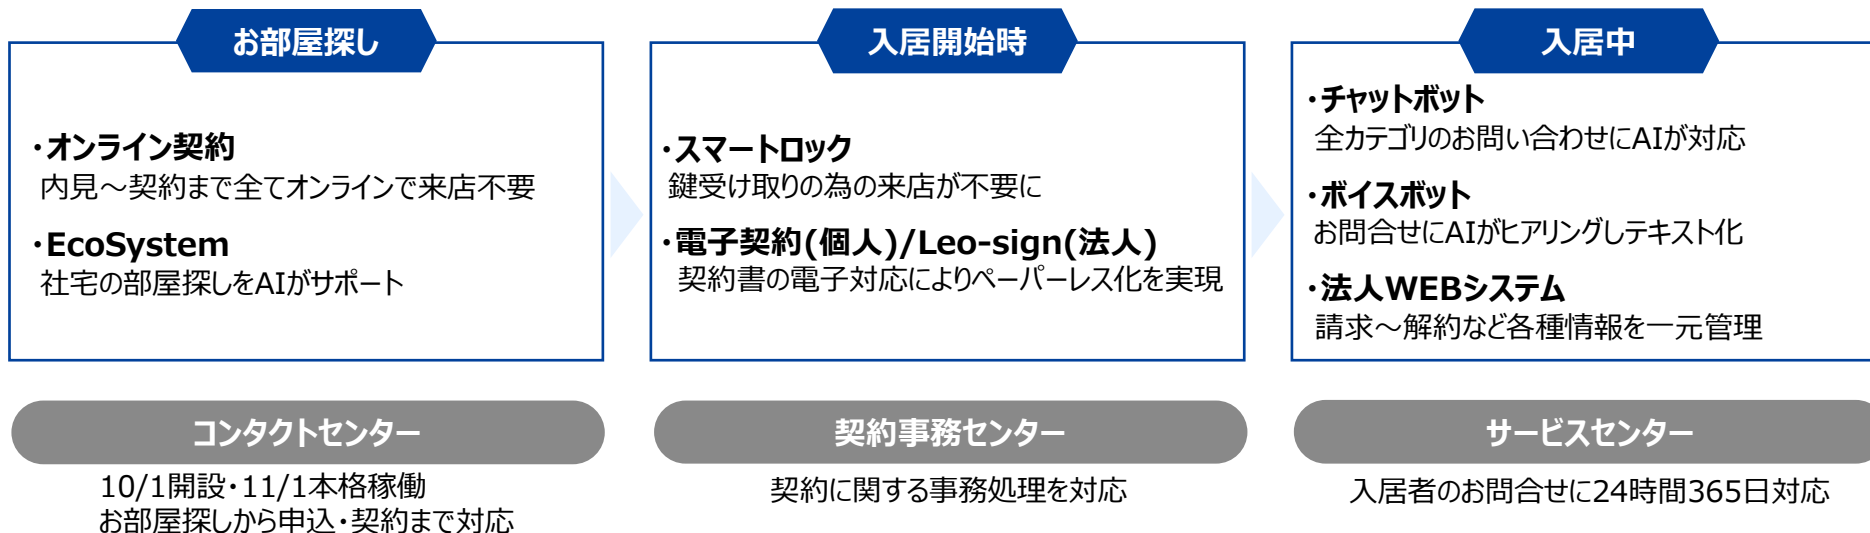 お部屋探し
・オンライン契約
内見～契約まで全てオンラインで来店不要
・EcoSystem
社宅の部屋探しをAIがサポート
コンタクトセンター
10/1開設・11/1本格稼働
お部屋探しから申込・契約まで対応
入居開始時
・スマートロック
鍵受け取りの為の来店が不要に
・電子契約(個人)/Leo-sign(法人)
契約書の電子対応によりペーパーレス化を実現
契約事務センター
契約に関する事務処理を対応
入居中
・チャットボット
全カテゴリのお問い合わせにAIが対応
・ボイスボット
お問合せにAIがヒアリングしテキスト化
・法人WEBシステム
請求～解約など各種情報を一元管理
サービスセンター
入居者のお問合せに24時間365日対応